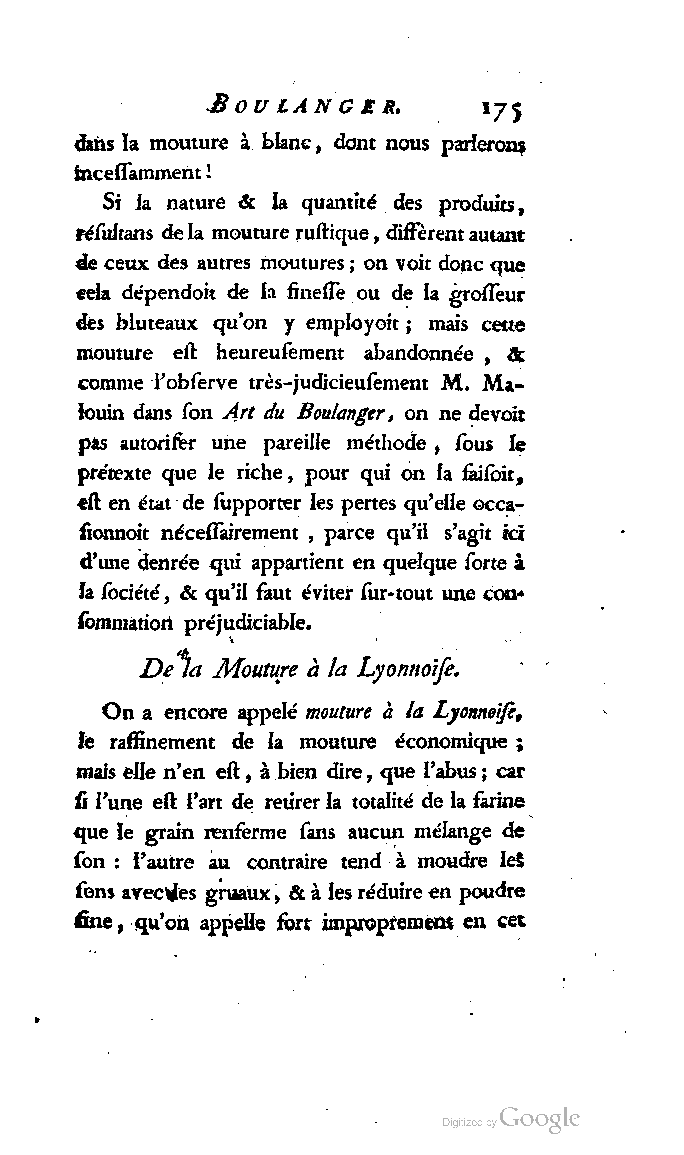 BOULANGER. 175
dans la mouture à blanc, dont nous parlerons
inceſſamment !
Si la nature & la quantité des produits,
réſultans de la mouture ruſtique, diffèrent autant
de ceux des autres moutures ; on voit donc que
cela dépendoit de la fineſſe ou de la groſſeur
des bluteaux qu'on y employoit ; mais cette
mouture eſt heureuſement abandonnée, &
comme l'obſerve très-judicieuſement M. Ma-
louin dans ſon Art du Boulanger, on ne devoit
pas autoriſer une pareille méthode, ſous le
prétexte que le riche, pour qui on la faiſoit,
eſt en état de ſupporter les pertes qu'elle occa-
ſionnoit néceſſairement, parce qu'il s'agit ici
d'une denrée qui appartient en quelque ſorte à
la ſociété, & qu'il faut éviter ſur-tout une con-
ſommation préjudiciable.
De la Mouture à la Lyonnoiſe.
On a encore appelé mouture à la Lyonnoiſe,
le raffinement de la mouture économique ;
mais elle n'en eſt, à bien dire, que l'abus ; car
ſi l'une eſt l'art de retirer la totalité de la farine
que le grain renferme ſans aucun mélange de
ſon : l'autre au contraire tend à moudre les
ſons avec les gruaux, & à les réduire en poudre
fine, qu'on appelle fort improprement en cet
Digitized by Google